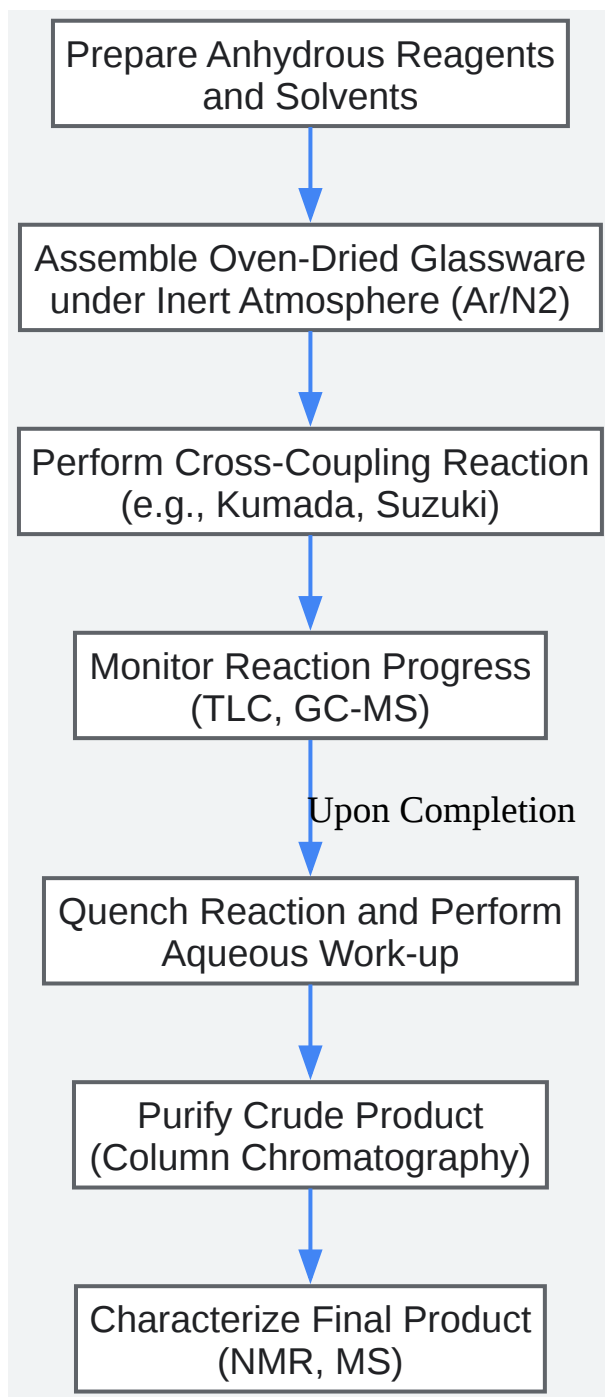 Prepare Anhydrous Reagents
and Solvents
Assemble Oven-Dried Glassware
under Inert Atmosphere (Ar/N2)
Perform Cross-Coupling Reaction
(e.g., Kumada, Suzuki)
Monitor Reaction Progress
(TLC, GC-MS)
Upon Completion
Quench Reaction and Perform
Aqueous Work-up
Purify Crude Product
(Column Chromatography)
Characterize Final Product
(NMR, MS)